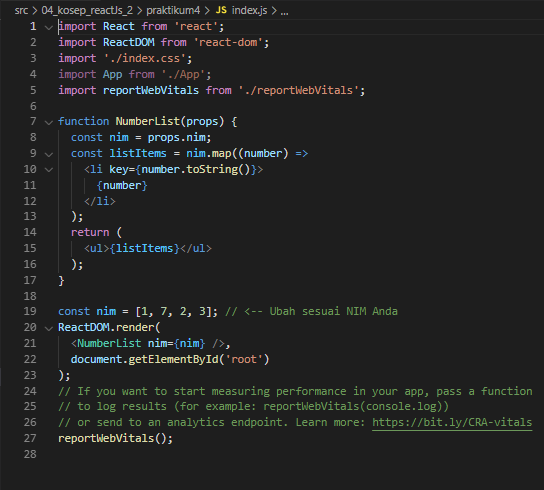 src > 04_kosep_reactJs_2 > praktikum4 > JS index.js > ...
1 import React from 'react';
2 import ReactDOM from 'react-dom';
3 import './index.css';
4 import App from './App';
5 import reportWebVitals from './reportWebVitals';
6
7 function NumberList(props) {
8   const nim = props.nim;
9   const listItems = nim.map((number) =>
10     <li key={number.toString()}>
11       {number}
12     </li>
13   );
14   return (
15     <ul>{listItems}</ul>
16   );
17 }
18
19 const nim = [1, 7, 2, 3]; // <-- Ubah sesuai NIM Anda
20 ReactDOM.render(
21   <NumberList nim={nim} />,
22   document.getElementById('root')
23 );
24 // If you want to start measuring performance in your app, pass a function
25 // to log results (for example: reportWebVitals(console.log))
26 // or send to an analytics endpoint. Learn more: https://bit.ly/CRA-vitals
27 reportWebVitals();
28